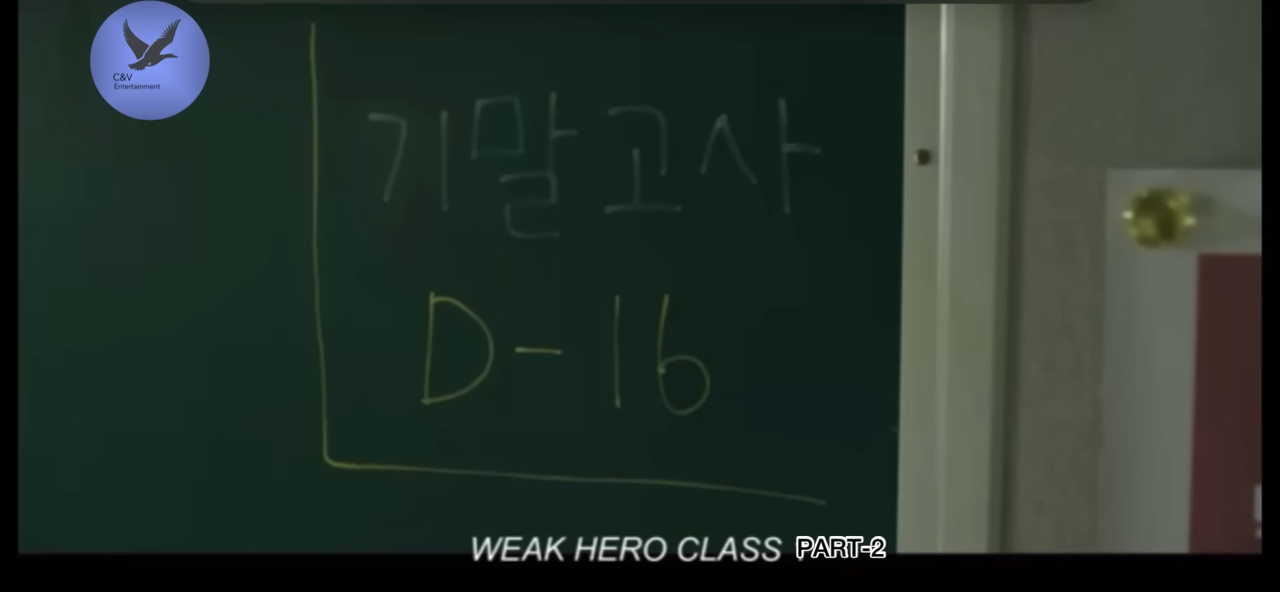 C&V
Entertainment
기말고사
D-16
WEAK HERO CLASS PART-2